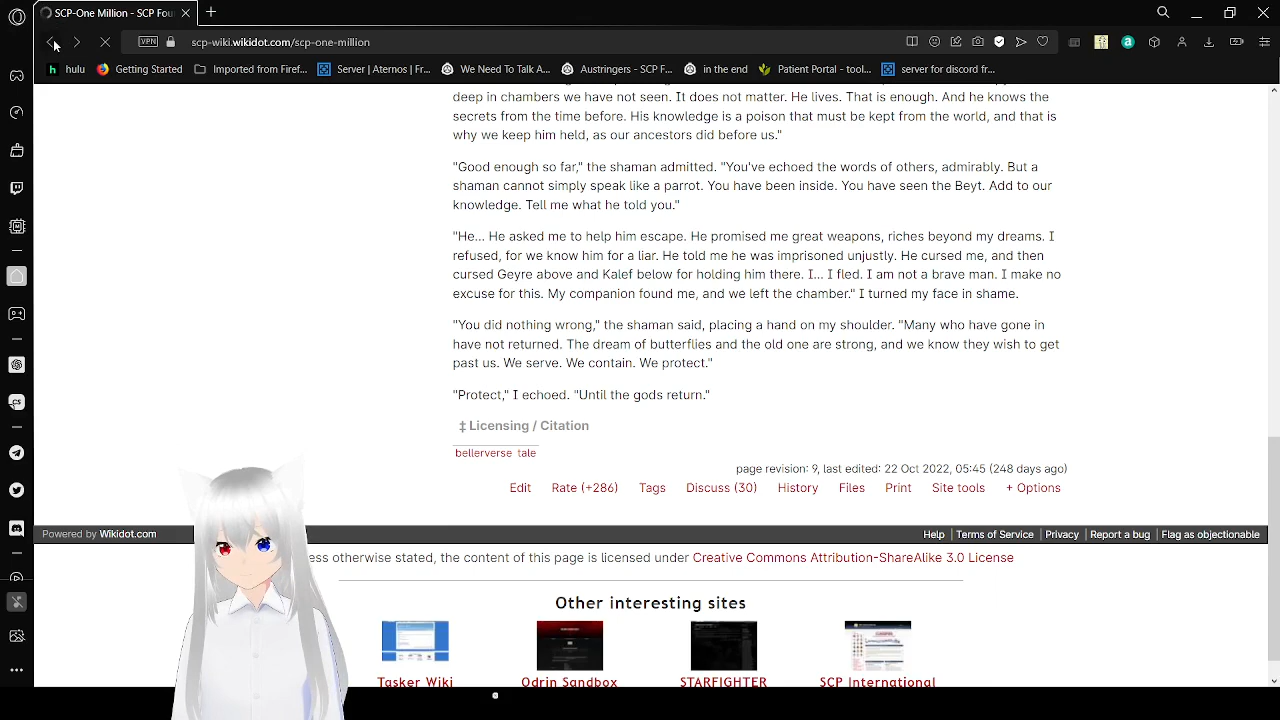 SCP-One Million - SCP Fou
VPN
scp-wiki.wikidot.com/scp-one-million
hulu
Getting Started
Imported from Firef...
Server | Aternos | Fr...
We Need To Talk A...
Austringers - SCP F...
in the end
Patient Portal - tool...
server for discord fr...
deep in chambers we have not seen. It does not matter. He lives. That is enough. And he knows the
secrets from the time before. His knowledge is a poison that must be kept from the world, and that is
why we keep him held, as our ancestors did before us."
"Good enough so far," the shaman admitted. "You've echoed the words of others, admirably. But a
shaman cannot simply speak like a parrot. You have been inside. You have seen the Beyt. Add to our
knowledge. Tell me what he told you."
"He... He asked me to help him escape. He promised me great weapons, riches beyond my dreams. I
refused, for we know him for a liar. He told me he was imprisoned unjustly. He cursed me, and then
cursed Geyre above and Kalef below for holding him there. I... I fled. I am not a brave man. I make no
excuse for this. My companion found me, and we left the chamber." I turned my face in shame.
"You did nothing wrong," the shaman said, placing a hand on my shoulder. "Many who have gone in
have not returned. The dream of butterflies and the old one are strong, and we know they wish to get
past us. We serve. We contain. We protect."
"Protect," I echoed. "Until the gods return."
‡ Licensing / Citation
bellerverse tale
page revision: 9, last edited: 22 Oct 2022, 05:45 (248 days ago)
Edit Rate (+286) Tags Discuss (30) History Files Print Site tools + Options
Powered by Wikidot.com
Help | Terms of Service | Privacy | Report a bug | Flag as objectionable
ess otherwise stated, the content of this page is licensed under Creative Commons Attribution-ShareAlike 3.0 License
Other interesting sites
Tasker Wiki
Odrin Sandbox
STARFIGHTER
SCP International